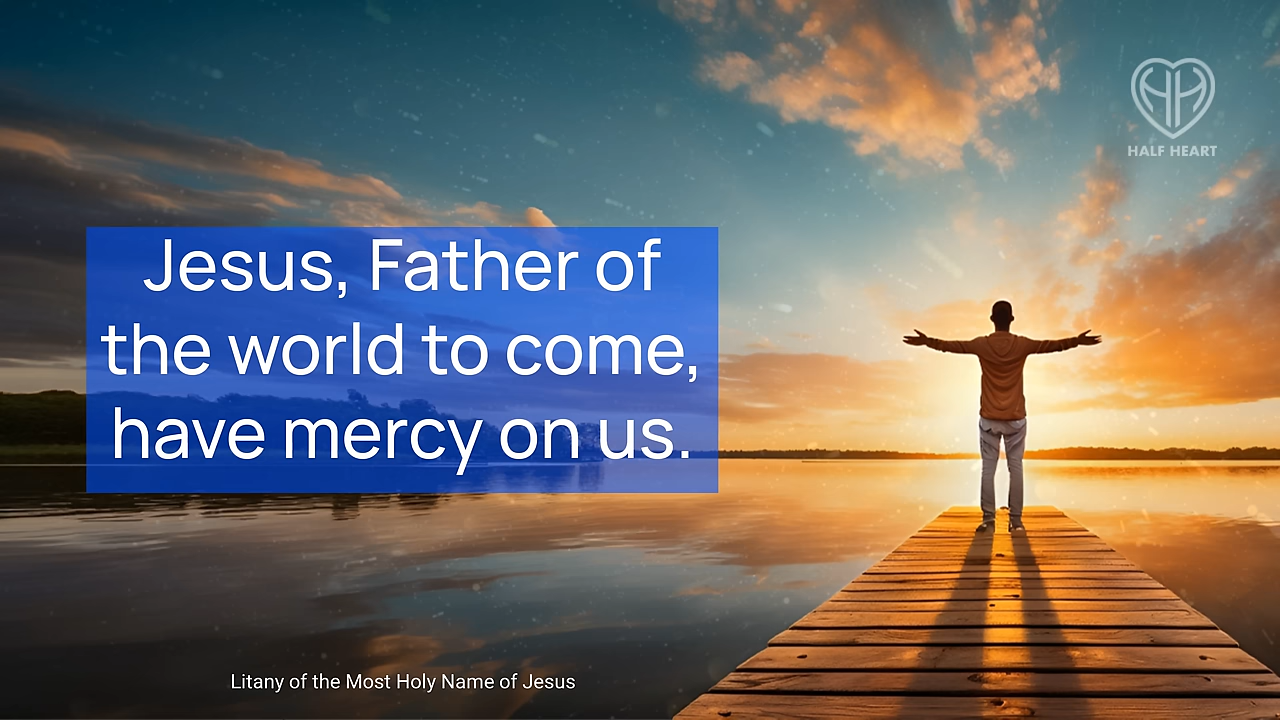 HALF HEART
Jesus, Father of
the world to come,
have mercy on us.
Litany of the Most Holy Name of Jesus